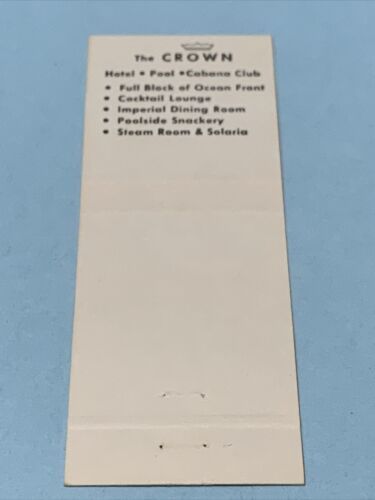 The CROWN
Hotel • Pool • Cabana Club
• Full Block of Ocean Front
• Cocktail Lounge
• Imperial Dining Room
• Poolside Snackery
• Steam Room & Solaria